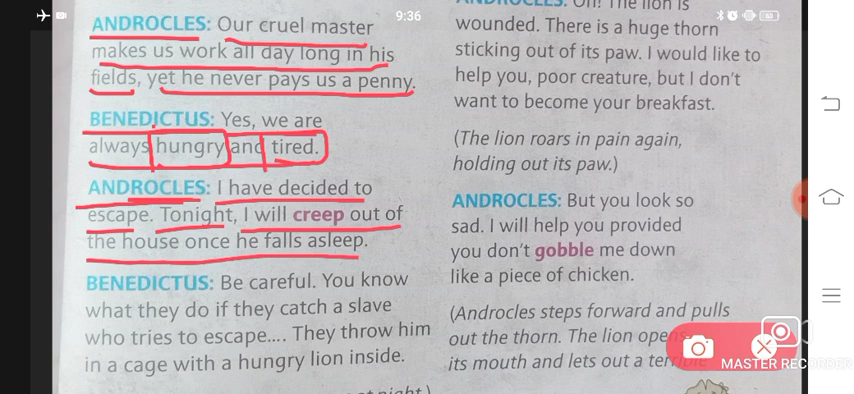 9:36
ANDROCLES: Our cruel master
makes us work all day long in his
fields, yet he never pays us a penny.
BENEDICTUS: Yes, we are
always hungry and tired.
ANDROCLES: I have decided to
escape. Tonight, I will creep out of
the house once he falls asleep.
BENEDICTUS: Be careful. You know
what they do if they catch a slave
who tries to escape.... They throw him
in a cage with a hungry lion inside.
night.)
ANDROCLES: Oh! The lion is
wounded. There is a huge thorn
sticking out of its paw. I would like to
help you, poor creature, but I don't
want to become your breakfast.
(The lion roars in pain again,
holding out its paw.)
ANDROCLES: But you look so
sad. I will help you provided
you don't gobble me down
like a piece of chicken.
(Androcles steps forward and pulls
out the thorn. The lion opens
its mouth and lets out a terrible
MASTER RECORDER